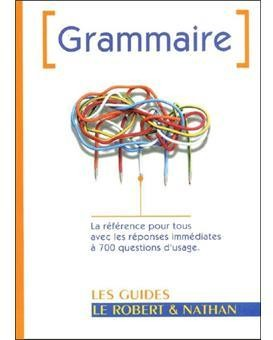 [Grammaire]
La référence pour tous
avec les réponses immédiates
à 700 questions d'usage.
LES GUIDES
LE ROBERT & NATHAN